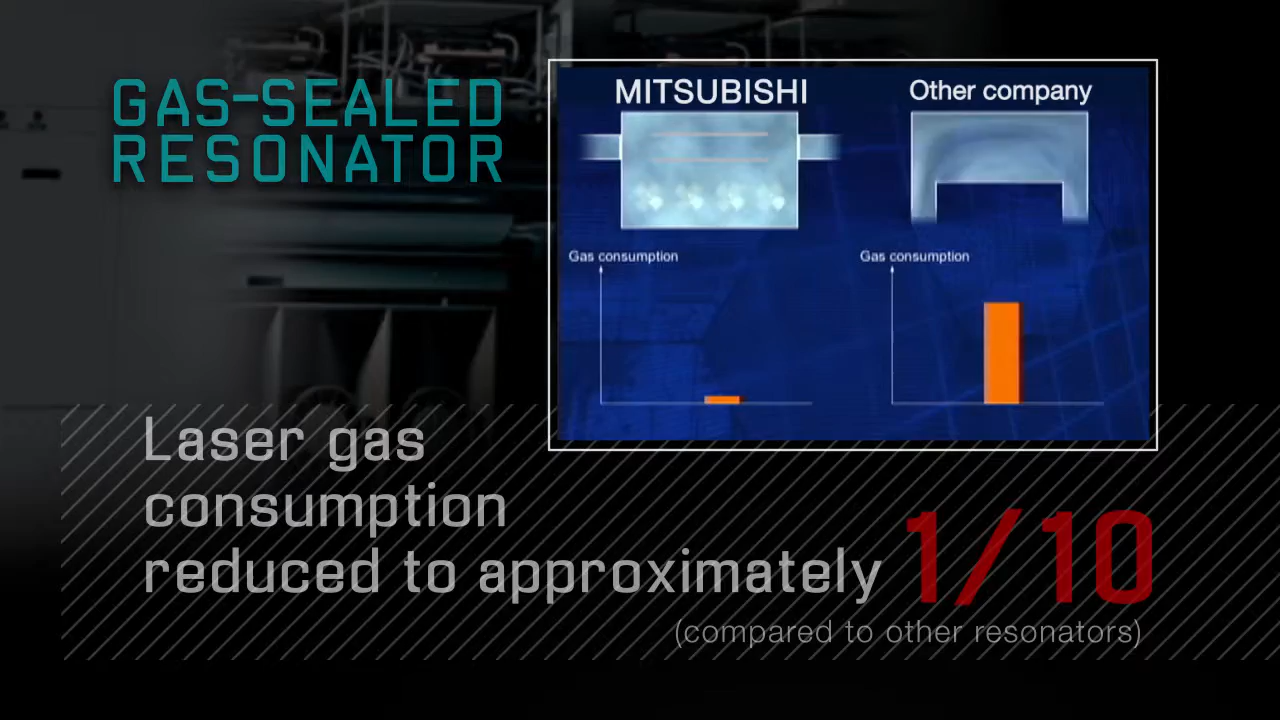 GAS-SEALED
RESONATOR
MITSUBISHI
Other company
Gas consumption
Gas consumption
Laser gas
consumption
reduced to approximately 1/10
(compared to other resonators)